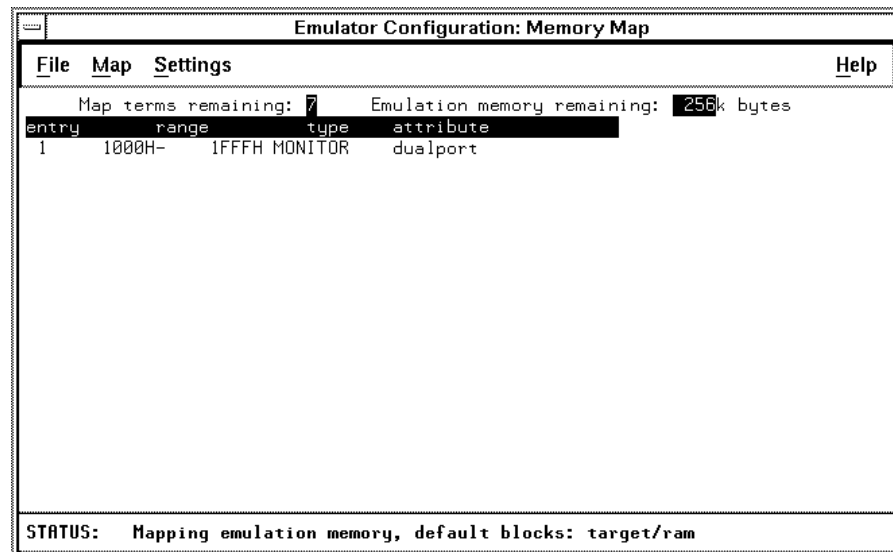 Emulator Configuration: Memory Map
File Map Settings Help
Map terms remaining: 7 Emulation memory remaining: 256k bytes
entry range type attribute
1 1000H- 1FFFH MONITOR dualport
STATUS: Mapping emulation memory, default blocks: target/ram